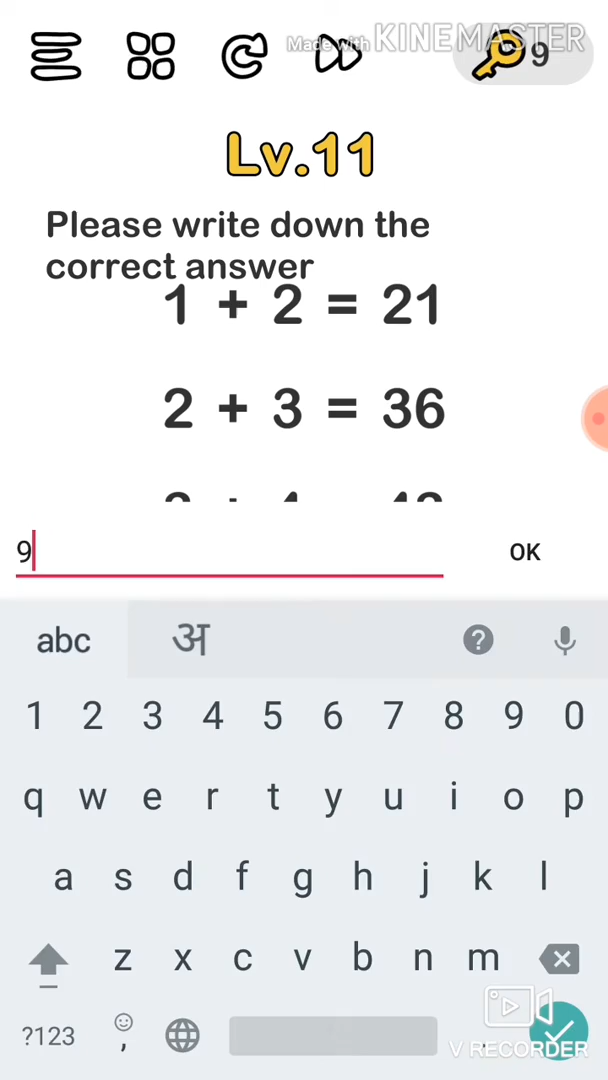 Made with KINEMASTER
9
Lv.11
Please write down the
correct answer
1 + 2 = 21
2 + 3 = 36
9
OK
abc अ
1 2 3 4 5 6 7 8 9 0
q w e r t y u i o p
a s d f g h j k l
z x c v b n m
?123 , .
V RECORDER